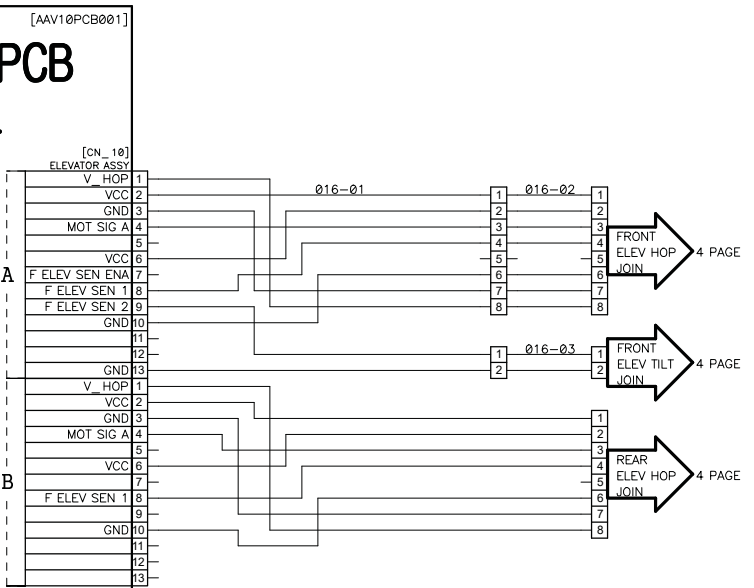 [AAV10PCB001]
PCB
[CN_10]
ELEVATOR ASSY
A
V_HOP 1
VCC 2
GND 3
MOT SIG A 4
5
VCC 6
F ELEV SEN ENA 7
F ELEV SEN 1 8
F ELEV SEN 2 9
GND 10
11
12
GND 13
B
V_HOP 1
VCC 2
GND 3
MOT SIG A 4
5
VCC 6
7
F ELEV SEN 1 8
9
GND 10
11
12
13
016-01
016-02
1 1
2 2
3 3
4 4
5 5
6 6
7 7
8 8
FRONT
ELEV HOP
JOIN
4 PAGE
016-03
1 1
2 2
FRONT
ELEV TILT
JOIN
4 PAGE
1
2
3
4
5
6
7
8
REAR
ELEV HOP
JOIN
4 PAGE